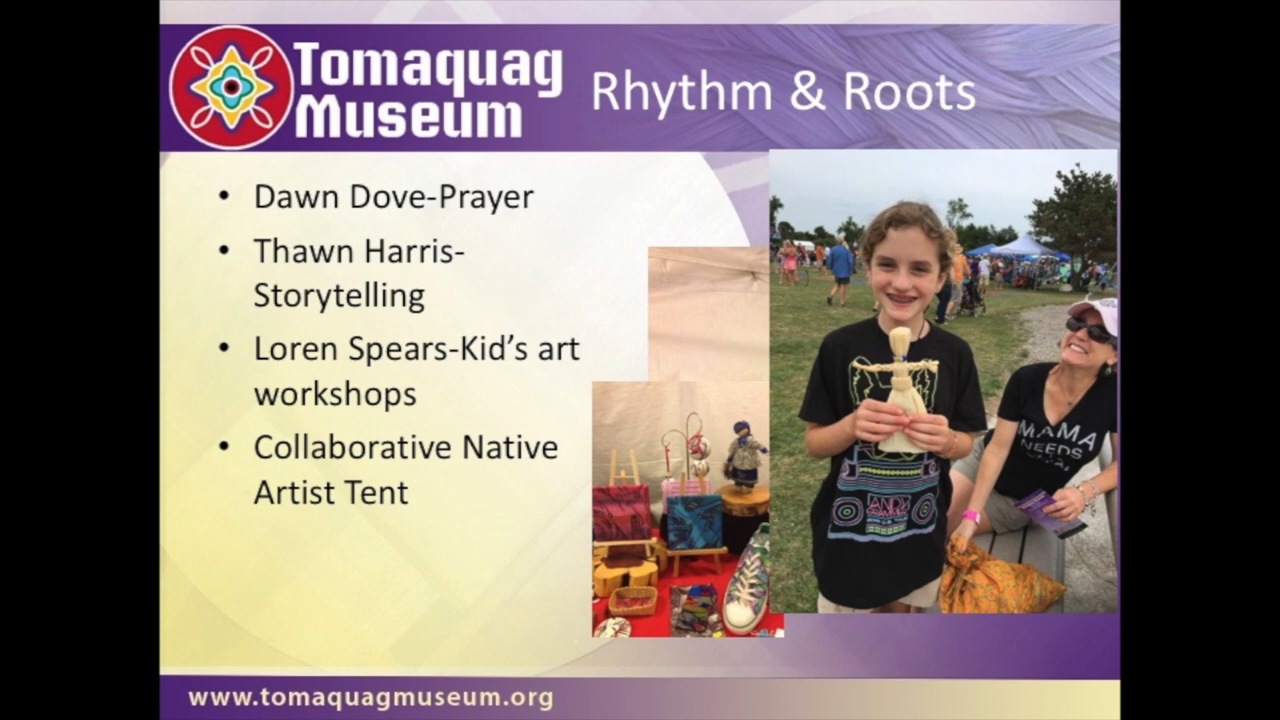 Tomaquag
Museum
Rhythm & Roots
• Dawn Dove-Prayer
• Thawn Harris-
Storytelling
• Loren Spears-Kid’s art
workshops
• Collaborative Native
Artist Tent
MAMA
NEEDS
ANDY
www.tomaquagmuseum.org